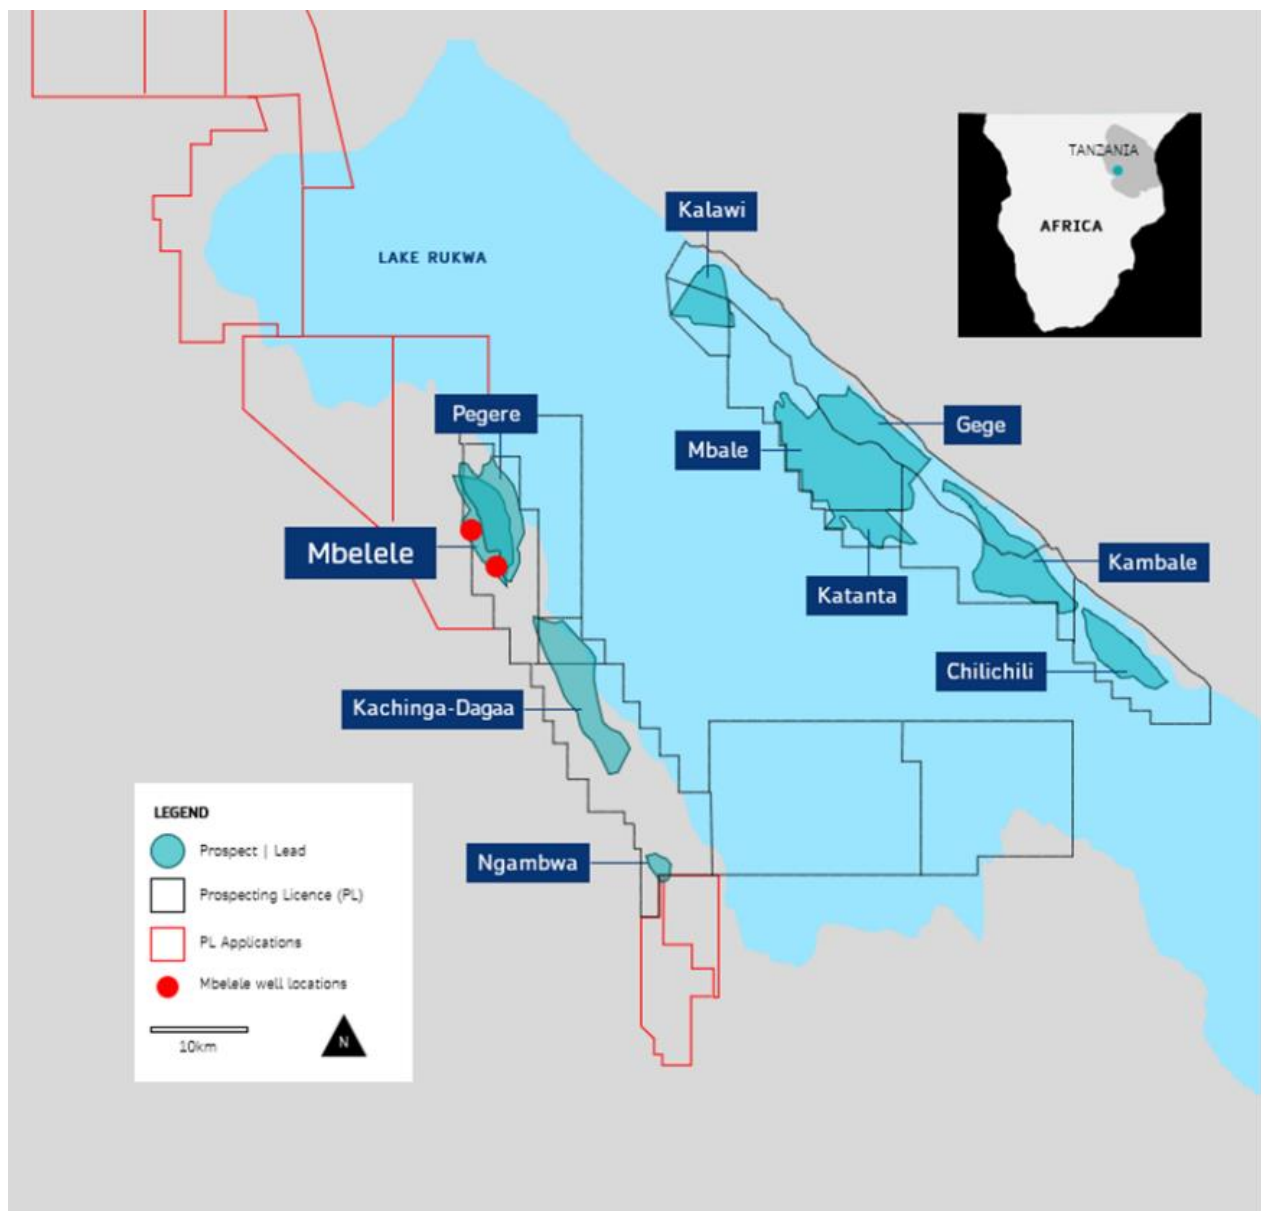 TANZANIA
AFRICA
Kalawi
LAKE RUKWA
Pegere
Gege
Mbale
Mbelele
Kambale
Katanta
Chilichili
Kachinga-Dagaa
Ngambwa
LEGEND
Prospect | Lead
Prospecting Licence (PL)
PL Applications
Mbelele well locations
10km
N